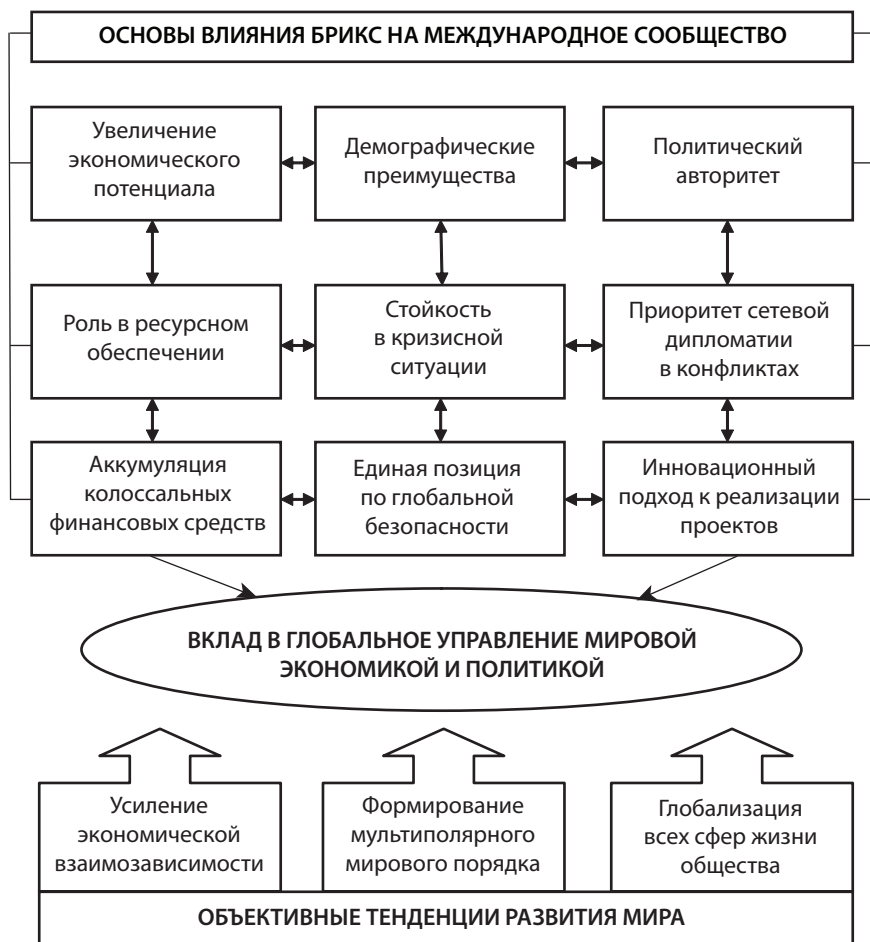 ОСНОВЫ ВЛИЯНИЯ БРИКС НА МЕЖДУНАРОДНОЕ СООБЩЕСТВО
Увеличение
экономического
потенциала
Демографические
преимущества
Политический
авторитет
Роль в ресурсном
обеспечении
Стойкость
в кризисной
ситуации
Приоритет сетевой
дипломатии
в конфликтах
Аккумуляция
колоссальных
финансовых средств
Единая позиция
по глобальной
безопасности
Инновационный
подход к реализации
проектов
ВКЛАД В ГЛОБАЛЬНОЕ УПРАВЛЕНИЕ МИРОВОЙ
ЭКОНОМИКОЙ И ПОЛИТИКОЙ
Усиление
экономической
взаимозависимости
Формирование
мультиполярного
мирового порядка
Глобализация
всех сфер жизни
общества
ОБЪЕКТИВНЫЕ ТЕНДЕНЦИИ РАЗВИТИЯ МИРА